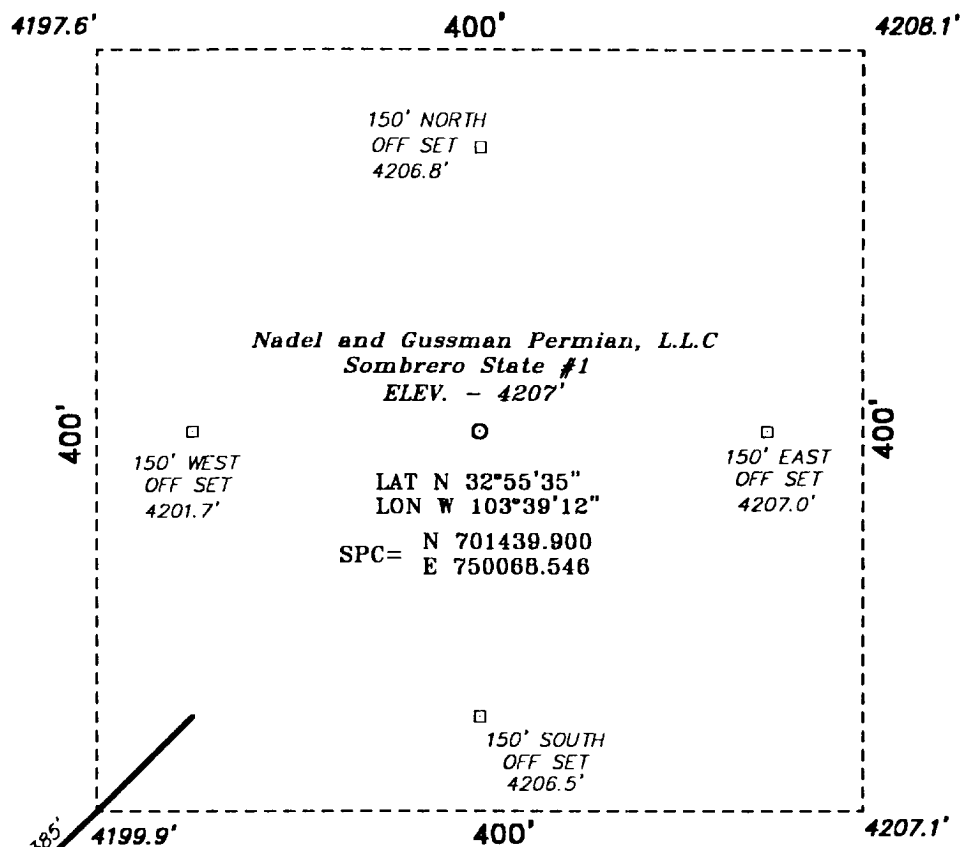 4197.6' 400' 4208.1'
150' NORTH
OFF SET
4206.8'
Nadel and Gussman Permian, L.L.C
Sombrero State #1
ELEV. - 4207'
400'
400'
150' WEST
OFF SET
4201.7'
150' EAST
OFF SET
4207.0'
LAT N 32°55'35"
LON W 103°39'12"
SPC= N 701439.900
E 750068.546
150' SOUTH
OFF SET
4206.5'
4199.9' 400' 4207.1'